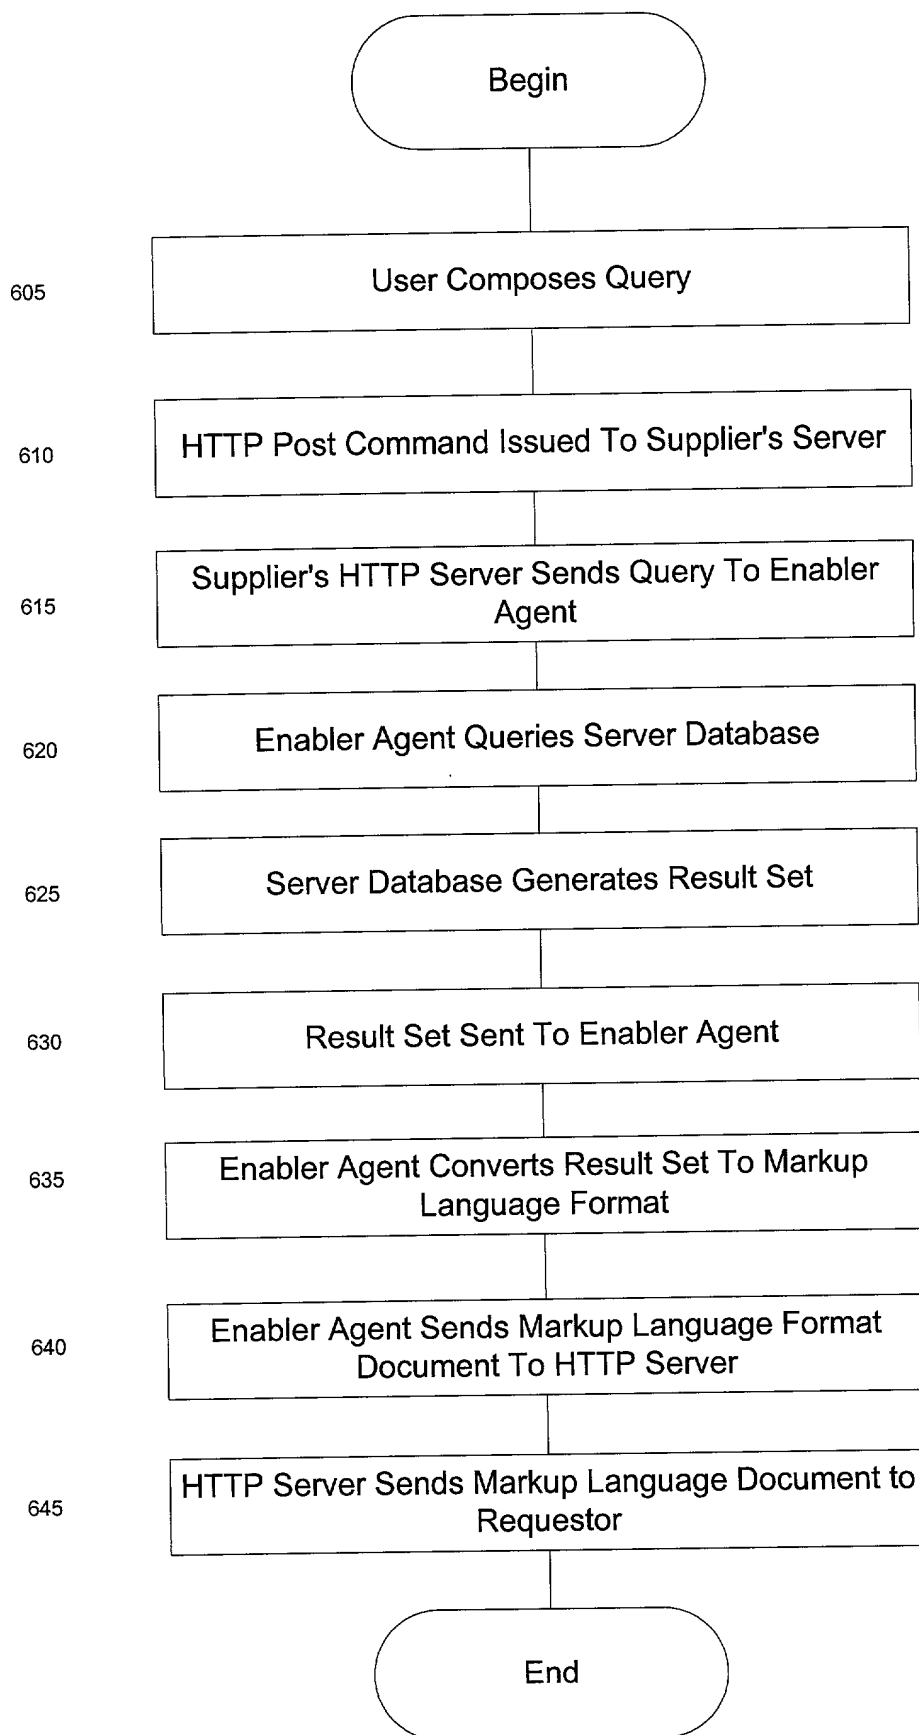 Begin
605
User Composes Query
610
HTTP Post Command Issued To Supplier's Server
615
Supplier's HTTP Server Sends Query To Enabler
Agent
620
Enabler Agent Queries Server Database
625
Server Database Generates Result Set
630
Result Set Sent To Enabler Agent
635
Enabler Agent Converts Result Set To Markup
Language Format
640
Enabler Agent Sends Markup Language Format
Document To HTTP Server
645
HTTP Server Sends Markup Language Document to
Requestor
End